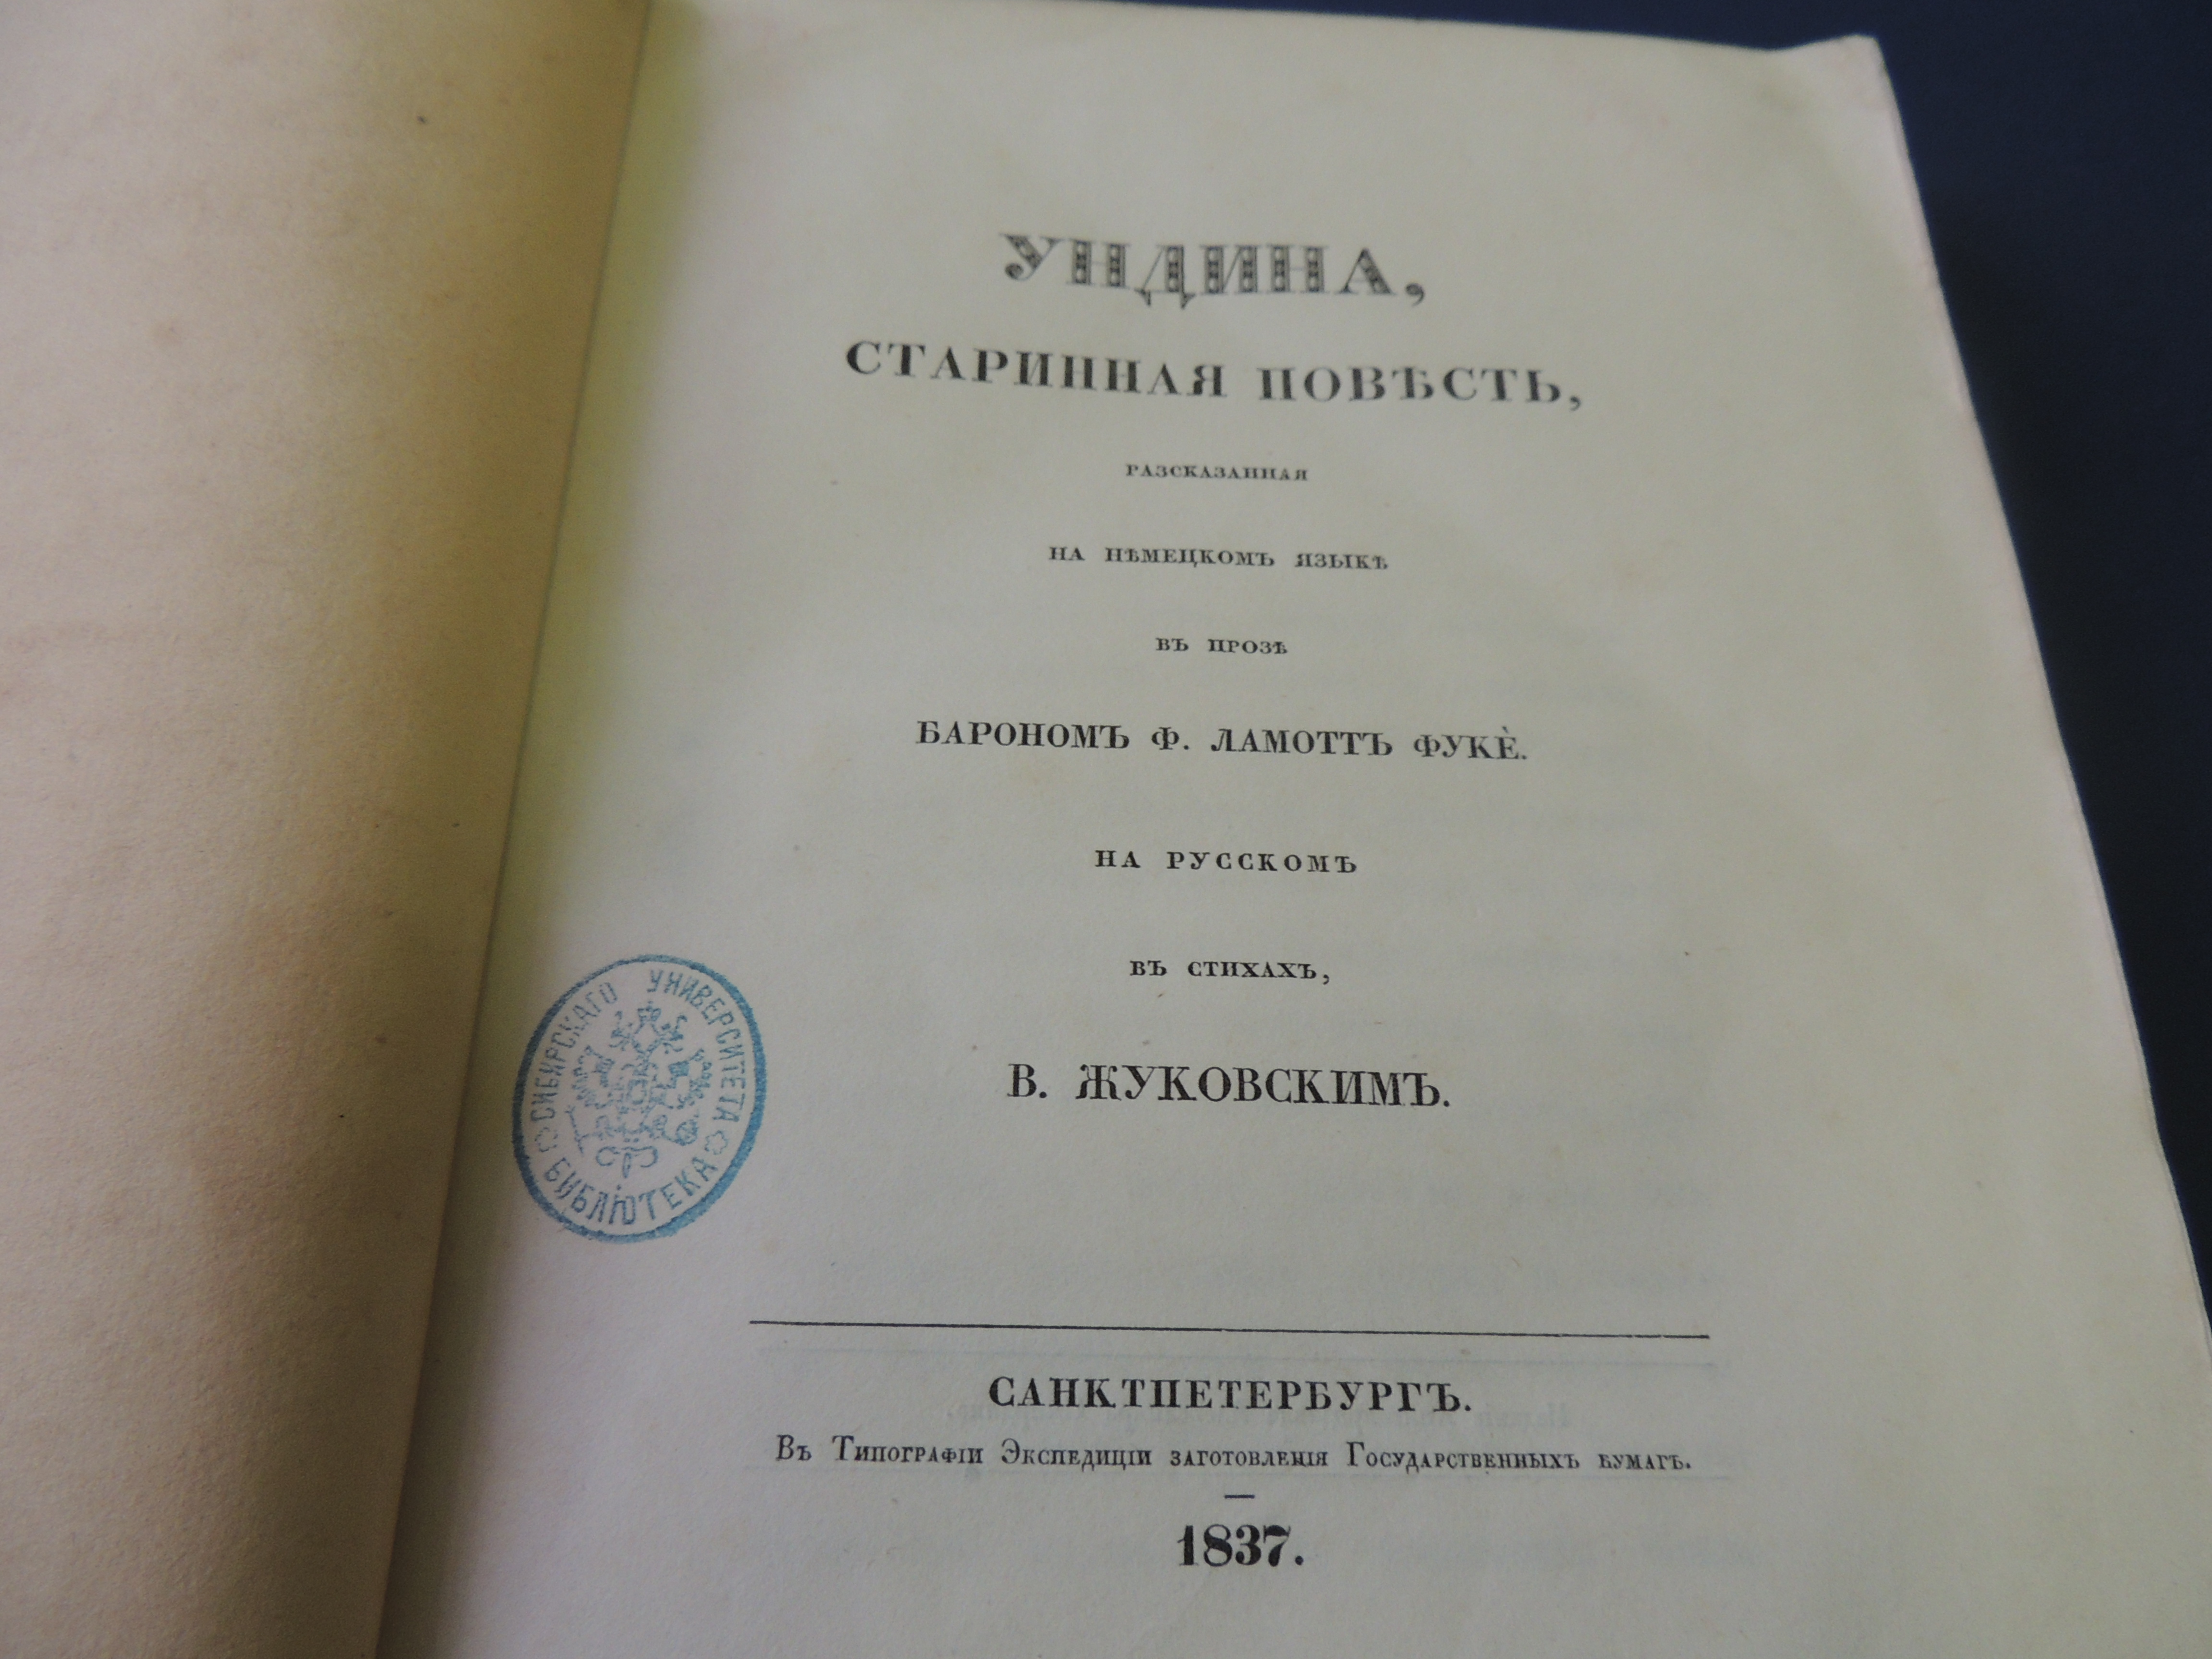 УНДИНА,
СТАРИННАЯ ПОВѢСТЬ,
РАЗСКАЗАННАЯ
НА НѢМЕЦКОМЪ ЯЗЫКѢ
ВЪ ПРОЗѢ
БАРОНОМЪ Ф. ЛАМОТТЪ ФУКЀ.
НА РУССКОМЪ
ВЪ СТИХАХЪ,
В. ЖУКОВСКИМЪ.
СИБИРСКАГО УНИВЕРСИТЕТА
БИБЛІОТЕКА
САНКТПЕТЕРБУРГЪ.
Въ Типографіи Экспедиціи заготовленія Государственныхъ бумагъ.
1837.